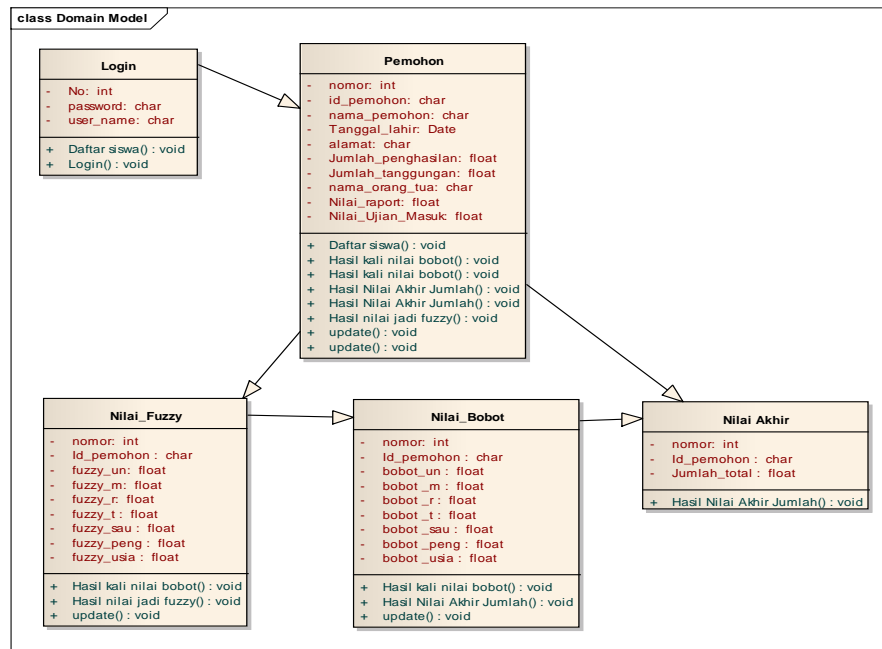 class Domain Model
Login
- No: int
- password: char
- user_name: char
+ Daftar siswa() : void
+ Login() : void
Pemohon
- nomor: int
- id_pemohon: char
- nama_pemohon: char
- Tanggal_lahir: Date
- alamat: char
- Jumlah_penghasilan: float
- Jumlah_tanggungan: float
- nama_orang_tua: char
- Nilai_raport: float
- Nilai_Ujian_Masuk: float
+ Daftar siswa() : void
+ Hasil kali nilai bobot() : void
+ Hasil kali nilai bobot() : void
+ Hasil Nilai Akhir Jumlah() : void
+ Hasil Nilai Akhir Jumlah() : void
+ Hasil nilai jadi fuzzy() : void
+ update() : void
+ update() : void
Nilai_Fuzzy
- nomor: int
- Id_pemohon : char
- fuzzy_un: float
- fuzzy_m: float
- fuzzy_r: float
- fuzzy_t : float
- fuzzy_sau : float
- fuzzy_peng : float
- fuzzy_usia : float
+ Hasil kali nilai bobot() : void
+ Hasil nilai jadi fuzzy() : void
+ update() : void
Nilai_Bobot
- nomor: int
- Id_pemohon : char
- bobot_un : float
- bobot _m : float
- bobot _r : float
- bobot _t : float
- bobot _sau : float
- bobot _peng : float
- bobot _usia : float
+ Hasil kali nilai bobot() : void
+ Hasil Nilai Akhir Jumlah() : void
+ update() : void
Nilai Akhir
- nomor: int
- Id_pemohon : char
- Jumlah_total : float
+ Hasil Nilai Akhir Jumlah() : void